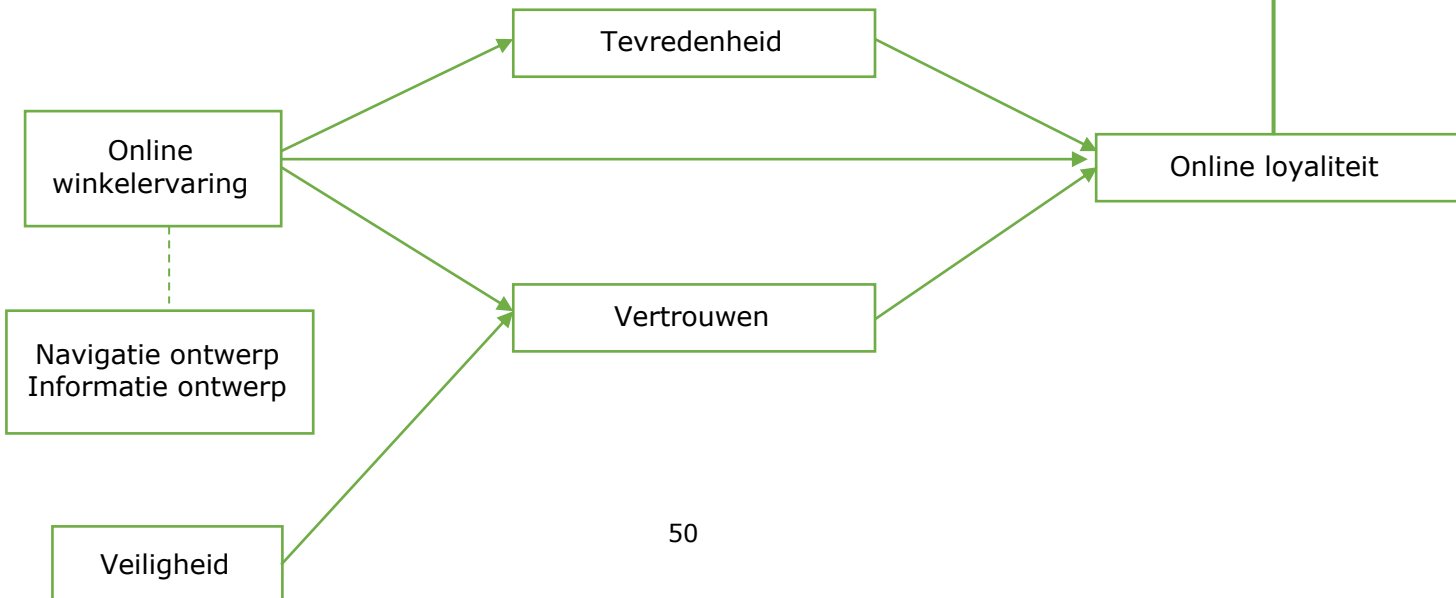 Tevredenheid
Online
winkelervaring
Online loyaliteit
Vertrouwen
Navigatie ontwerp
Informatie ontwerp
50
Veiligheid